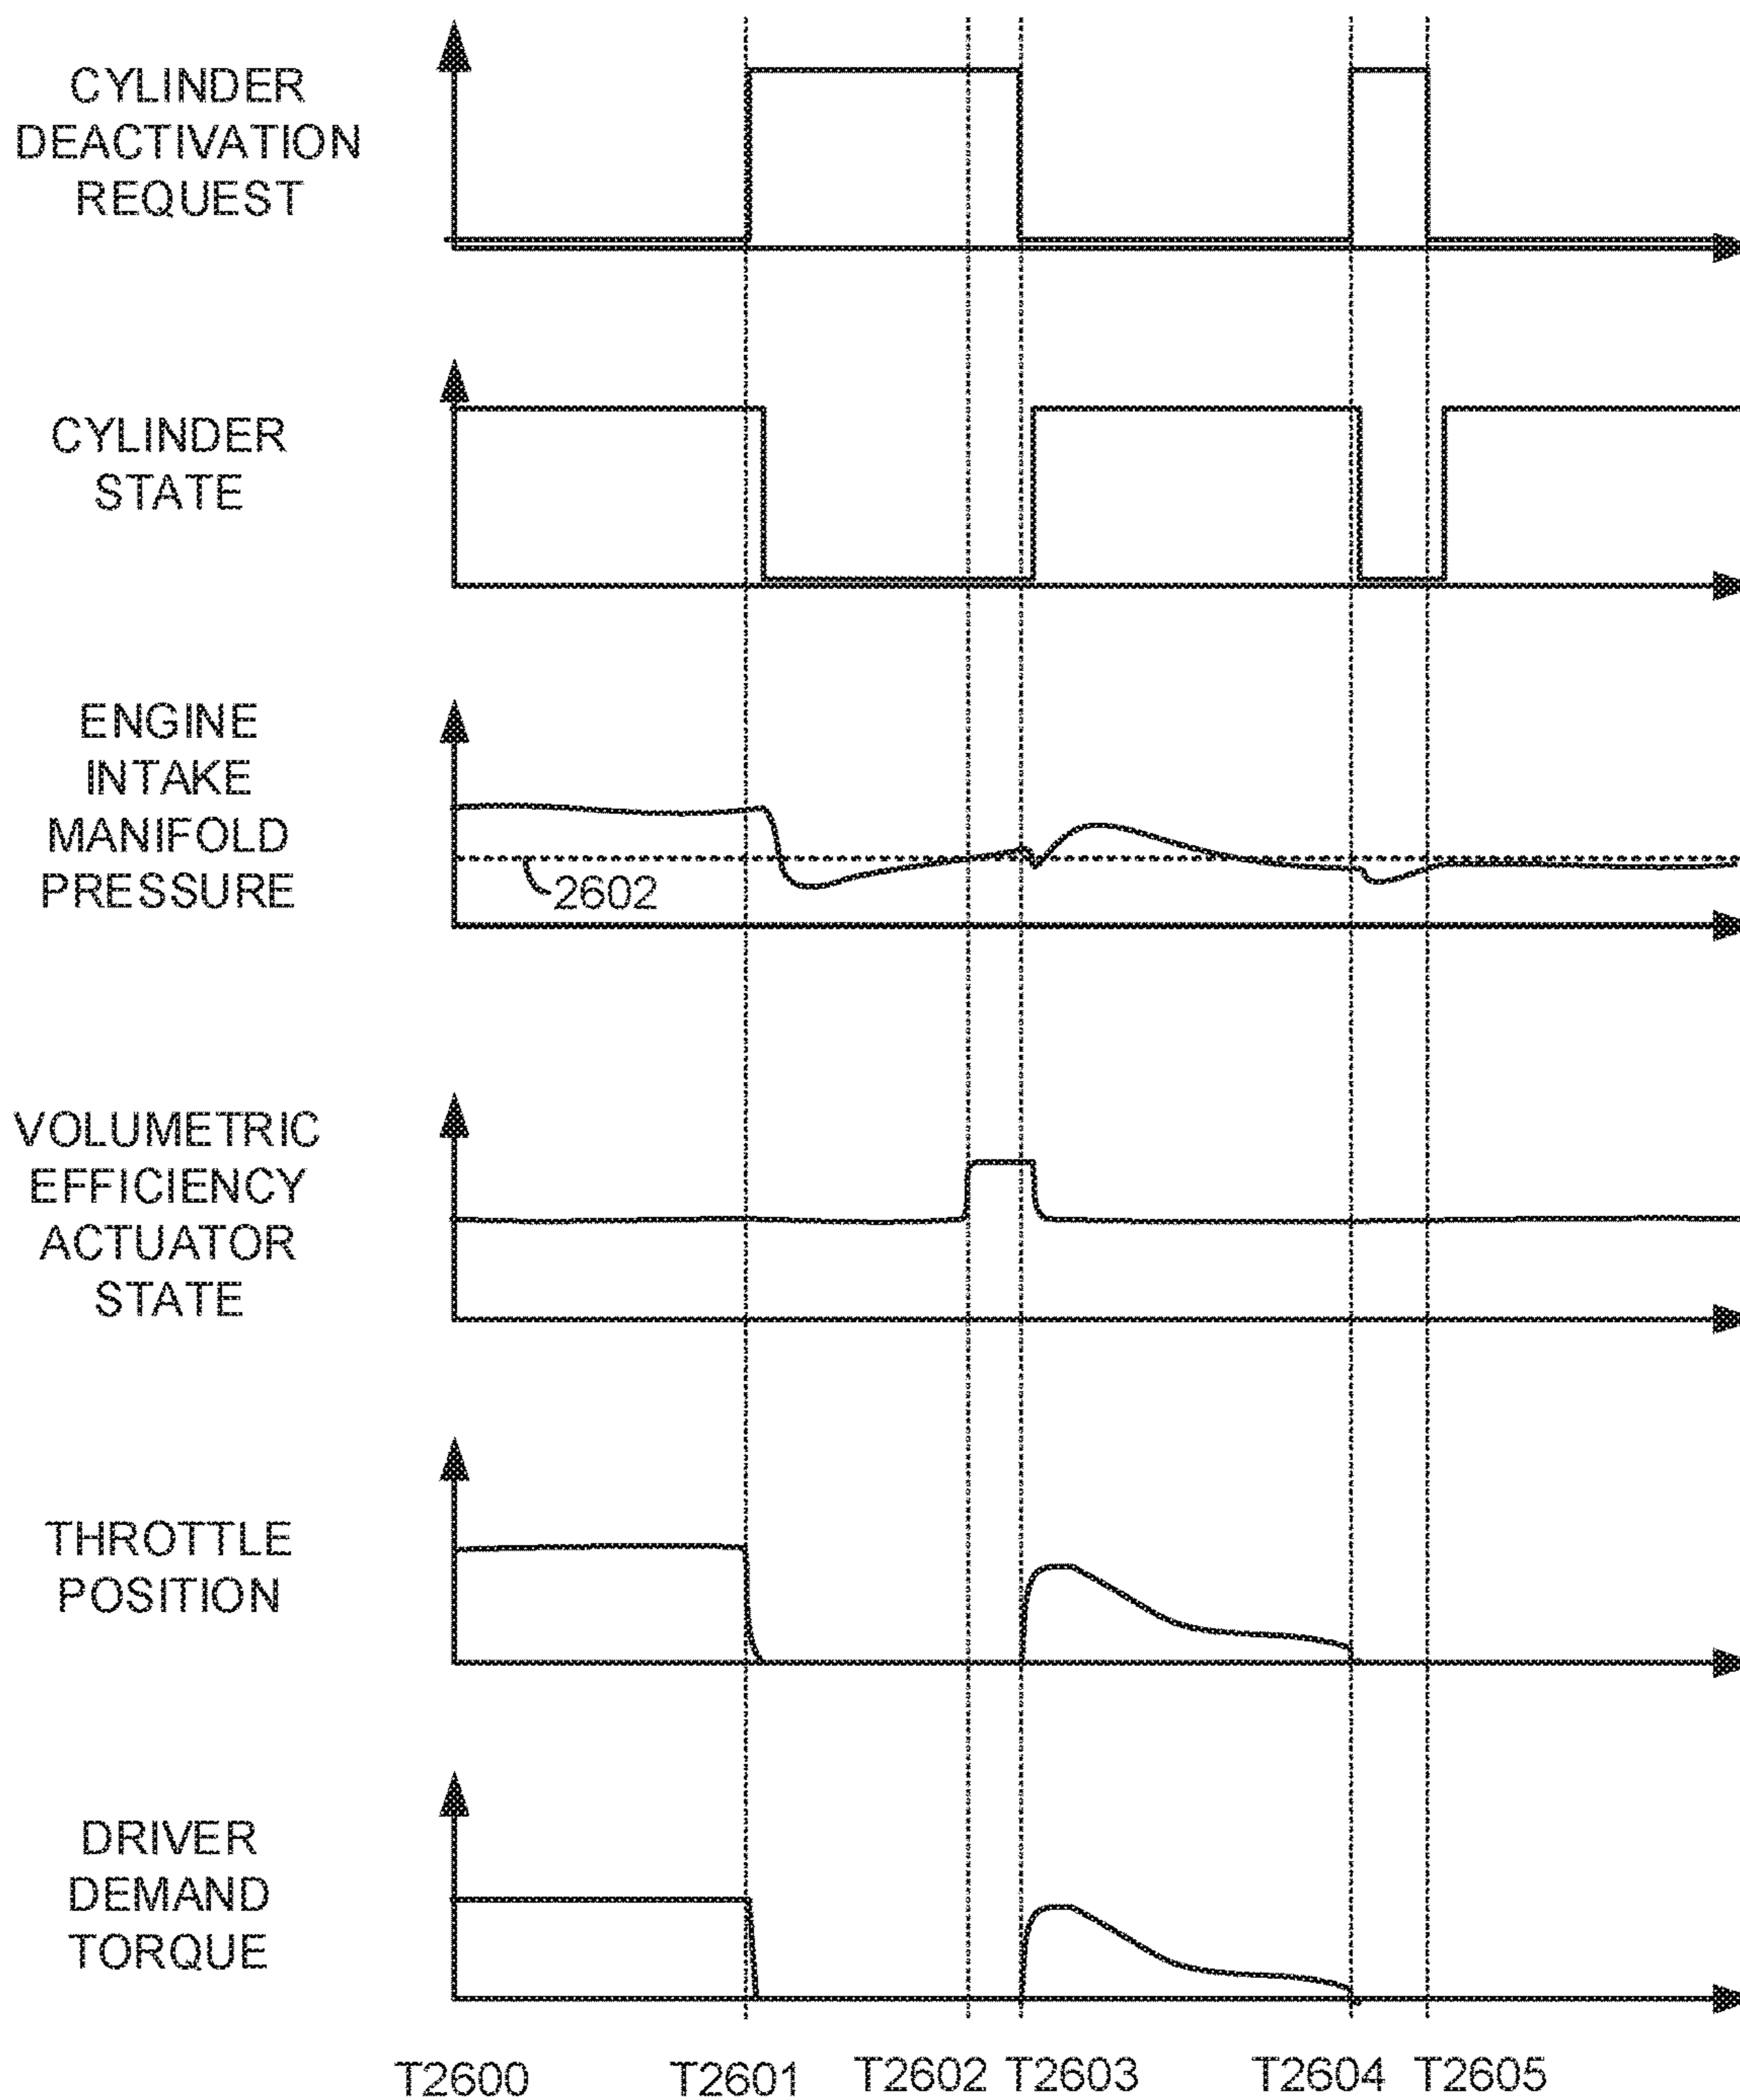 CYLINDER
DEACTIVATION
REQUEST
CYLINDER
STATE
ENGINE
INTAKE
MANIFOLD
PRESSURE
2602
VOLUMETRIC
EFFICIENCY
ACTUATOR
STATE
THROTTLE
POSITION
DRIVER
DEMAND
TORQUE
T2600 T2601 T2602 T2603 T2604 T2605